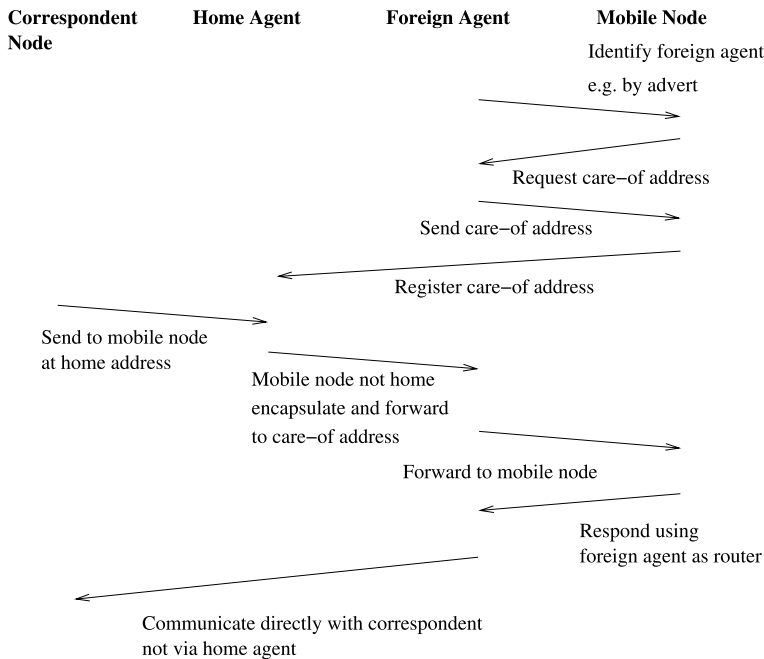 Correspondent Node
Home Agent
Foreign Agent
Mobile Node
Identify foreign agent
e.g. by advert
Request care−of address
Send care−of address
Register care−of address
Send to mobile node
at home address
Mobile node not home
encapsulate and forward
to care−of address
Forward to mobile node
Respond using
foreign agent as router
Communicate directly with correspondent
not via home agent